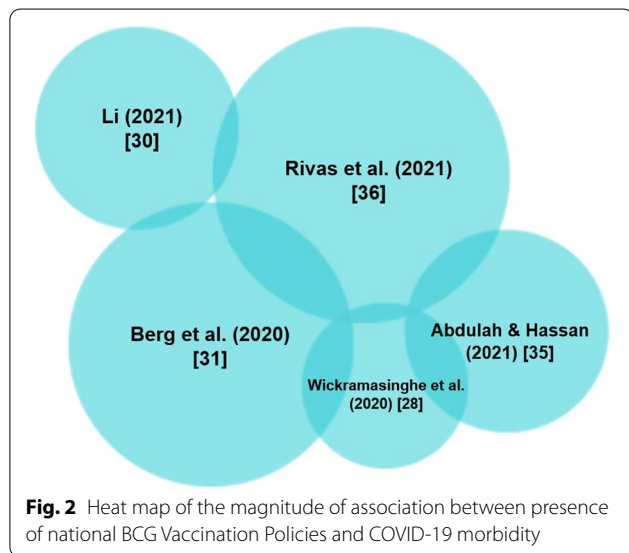 Li (2021)
[30]
Rivas et al. (2021)
[36]
Berg et al. (2020)
[31]
Abdulah & Hassan
(2021) [35]
Wickramasinghe et al.
(2020) [28]
Fig. 2 Heat map of the magnitude of association between presence
of national BCG Vaccination Policies and COVID-19 morbidity